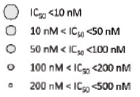 IC₅₀ <10 nM
10 nM < IC₅₀ <50 nM
50 nM < IC₅₀ <100 nM
100 nM < IC₅₀ <200 nM
200 nM < IC₅₀ <500 nM